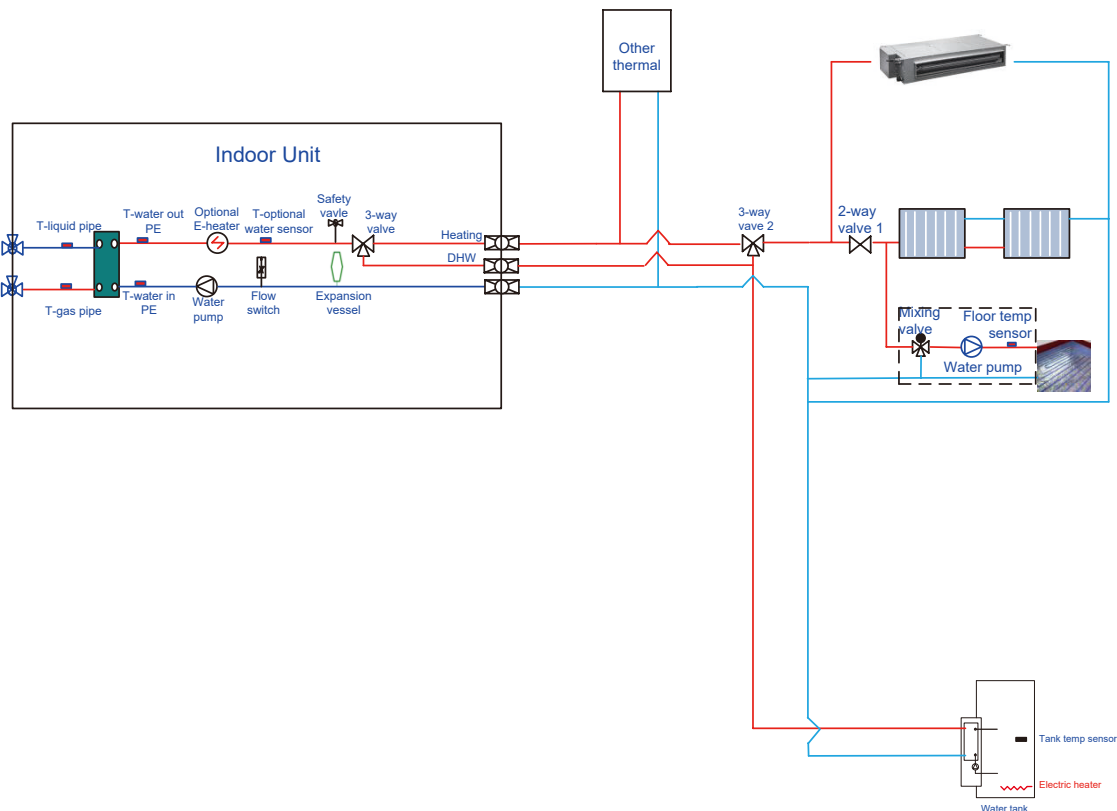 Other
thermal
Indoor Unit
T-liquid pipe
T-water out
PE
Optional
E-heater
T-optional
water sensor
Safety
vavle
3-way
valve
Heating
DHW
T-gas pipe
T-water in
PE
Water
pump
Flow
switch
Expansion
vessel
3-way
vave 2
2-way
valve 1
Mixing
valve
Floor temp
sensor
Water pump
Tank temp sensor
Electric heater
Water tank